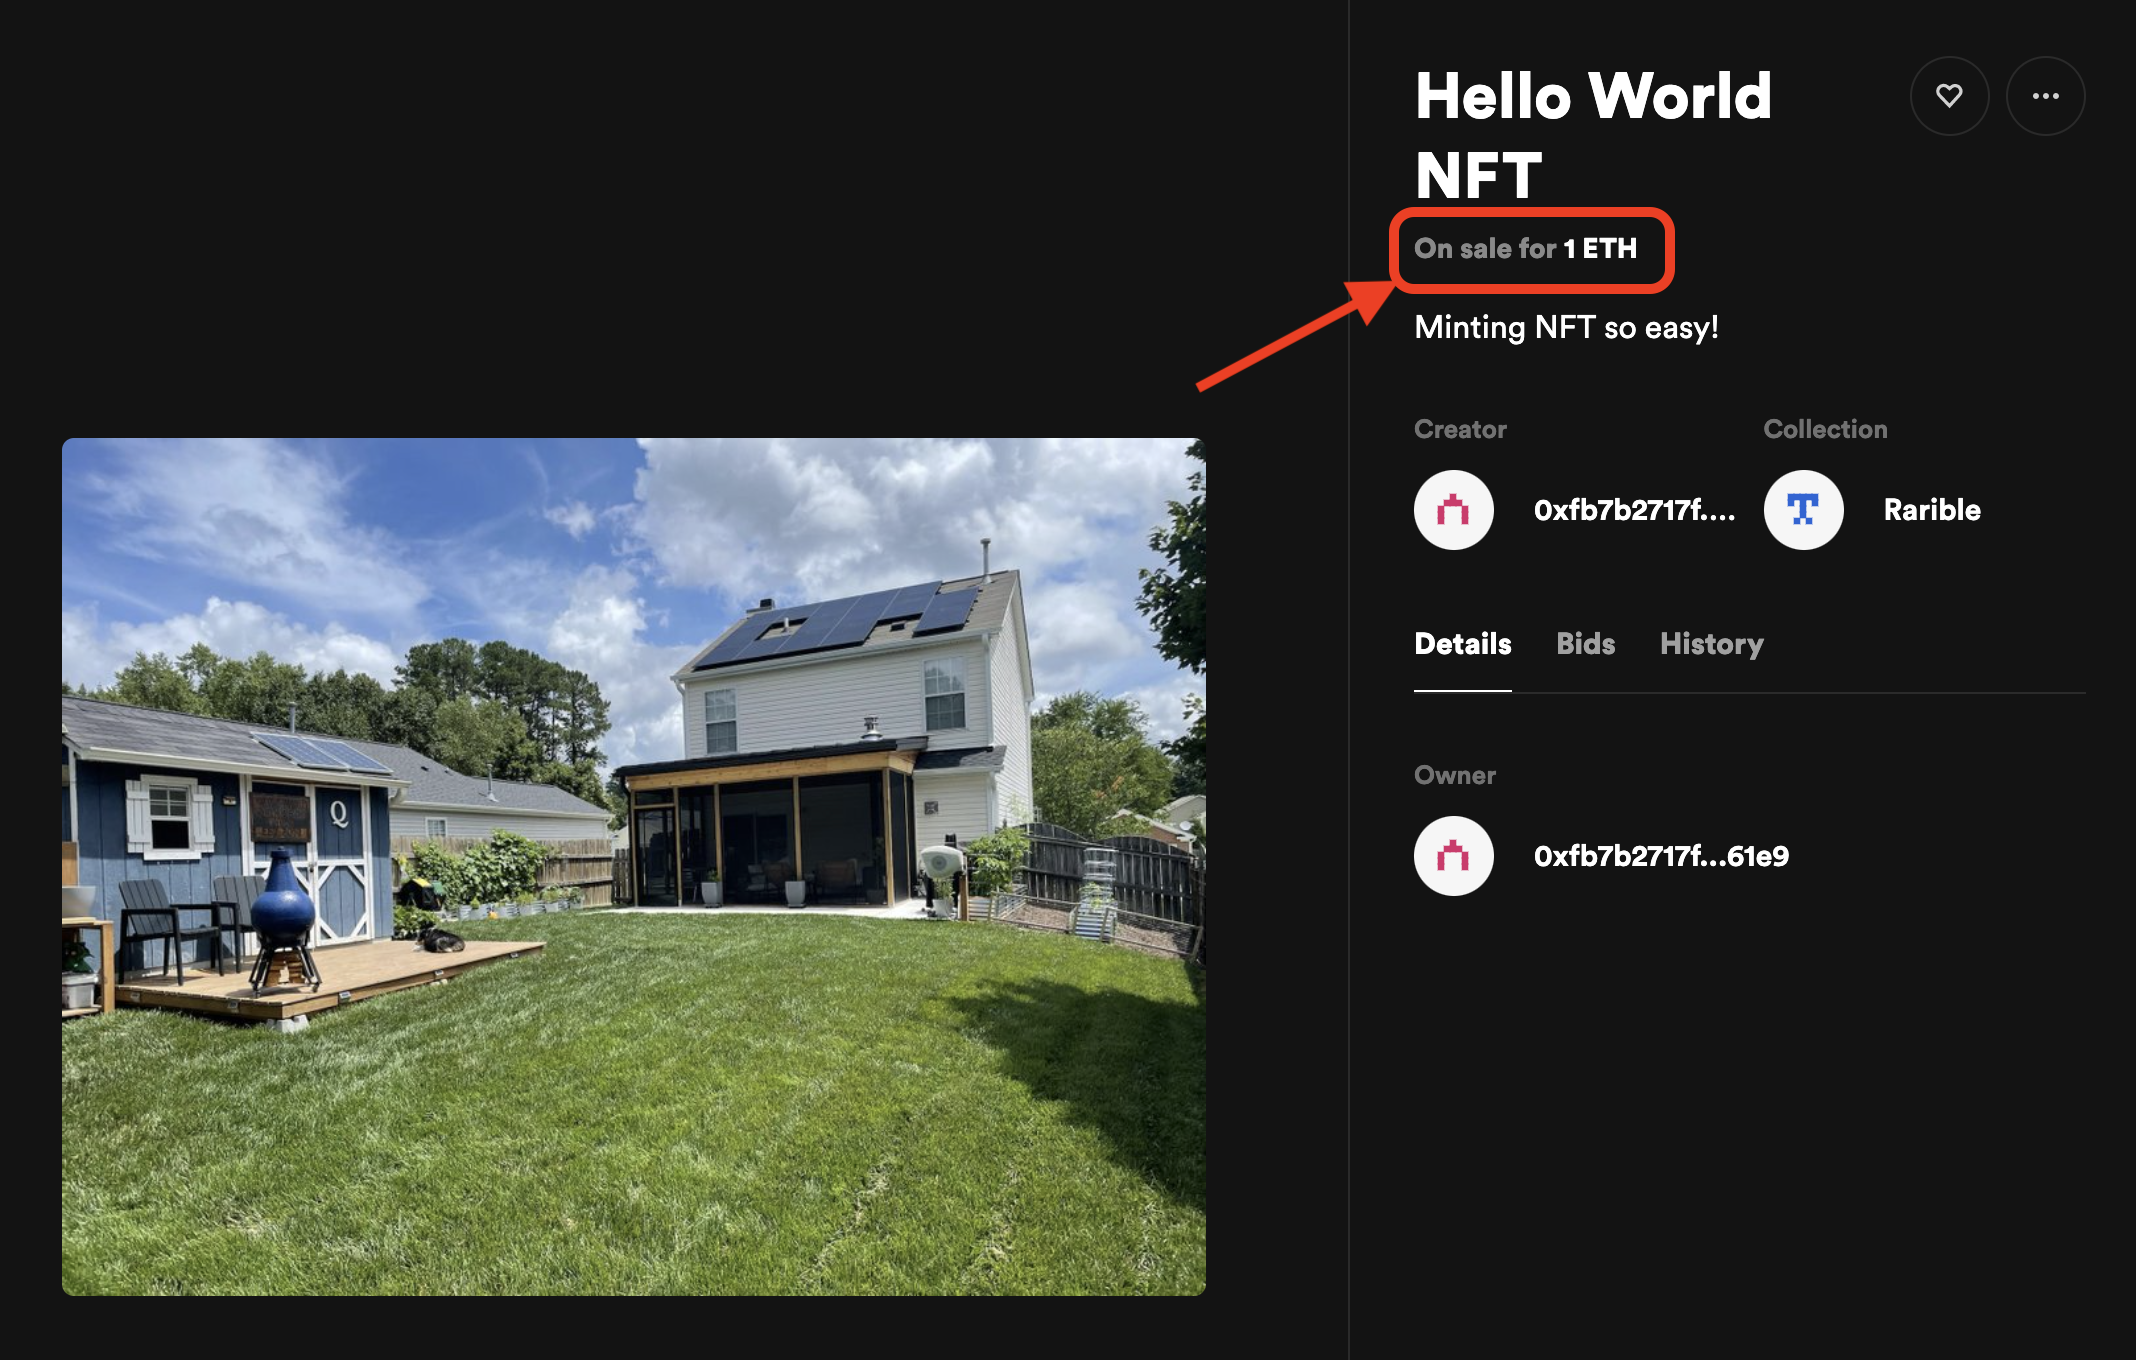 Hello World
NFT
On sale for 1 ETH
Minting NFT so easy!
Creator
Collection
0xfb7b2717f....
Rarible
Details
Bids
History
Owner
0xfb7b2717f...61e9
Q